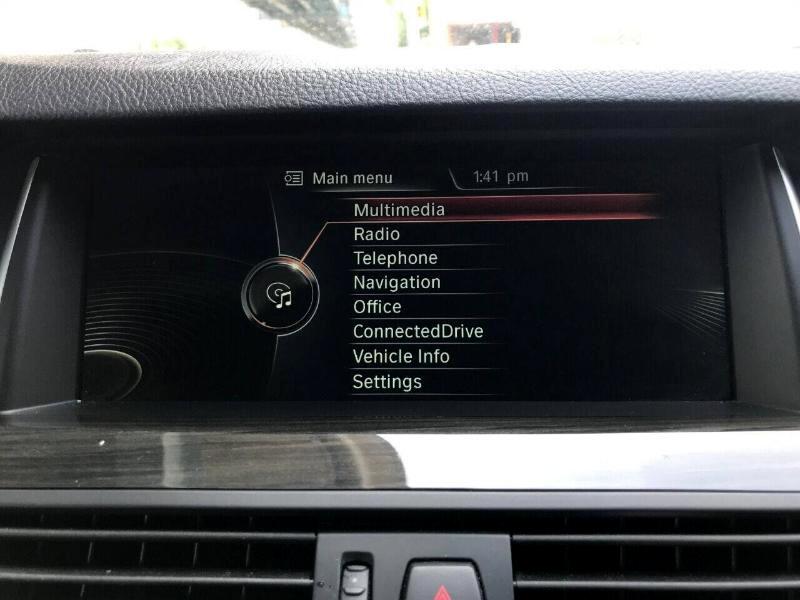 Main menu 1:41 pm
Multimedia
Radio
Telephone
Navigation
Office
ConnectedDrive
Vehicle Info
Settings